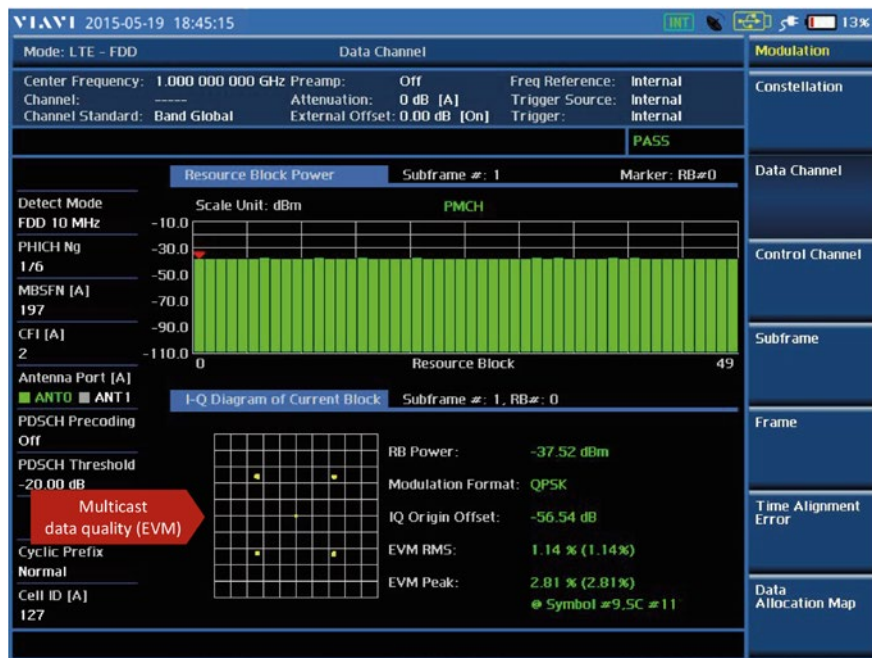 VIAVI 2015-05-19 18:45:15 INT 13%
Mode: LTE - FDD Data Channel Modulation
Center Frequency: 1.000 000 000 GHz Preamp: Off Freq Reference: Internal
Channel: ----- Attenuation: 0 dB [A] Trigger Source: Internal
Channel Standard: Band Global External Offset: 0.00 dB [On] Trigger: Internal
PASS
Constellation
Data Channel
Control Channel
Subframe
Frame
Time Alignment
Error
Data
Allocation Map
Resource Block Power Subframe #: 1 Marker: RB#0
Detect Mode
FDD 10 MHz
PHICH Ng
1/6
MBSFN [A]
197
CFI [A]
2
Antenna Port [A]
ANT0 ANT1
PDSCH Precoding
Off
PDSCH Threshold
-20.00 dB
Multicast
data quality (EVM)
Cyclic Prefix
Normal
Cell ID [A]
127
Scale Unit: dBm PMCH
-10.0
-30.0
-50.0
-70.0
-90.0
-110.0
0 Resource Block 49
I-Q Diagram of Current Block Subframe #: 1, RB#: 0
RB Power: -37.52 dBm
Modulation Format: QPSK
IQ Origin Offset: -56.54 dB
EVM RMS: 1.14 % (1.14%)
EVM Peak: 2.81 % (2.81%)
@ Symbol #9,SC #11